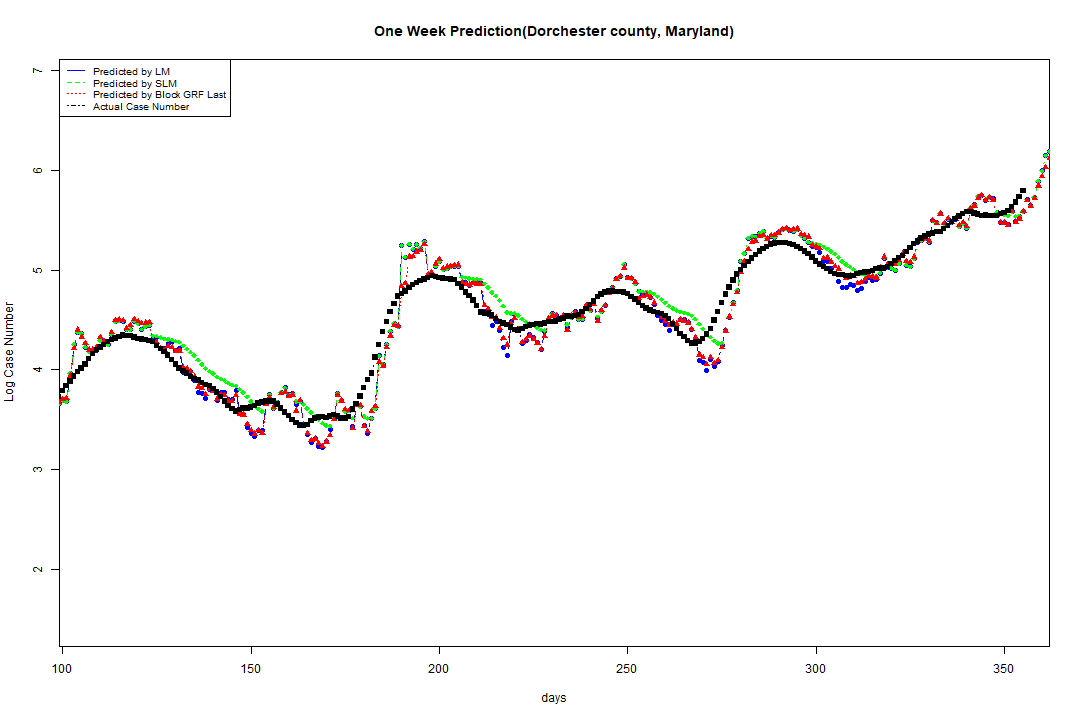 One Week Prediction(Dorchester county, Maryland)
Predicted by LM
Predicted by SLM
Predicted by Block GRF Last
Actual Case Number
7
6
5
4
3
2
Log Case Number
100 150 200 250 300 350
days